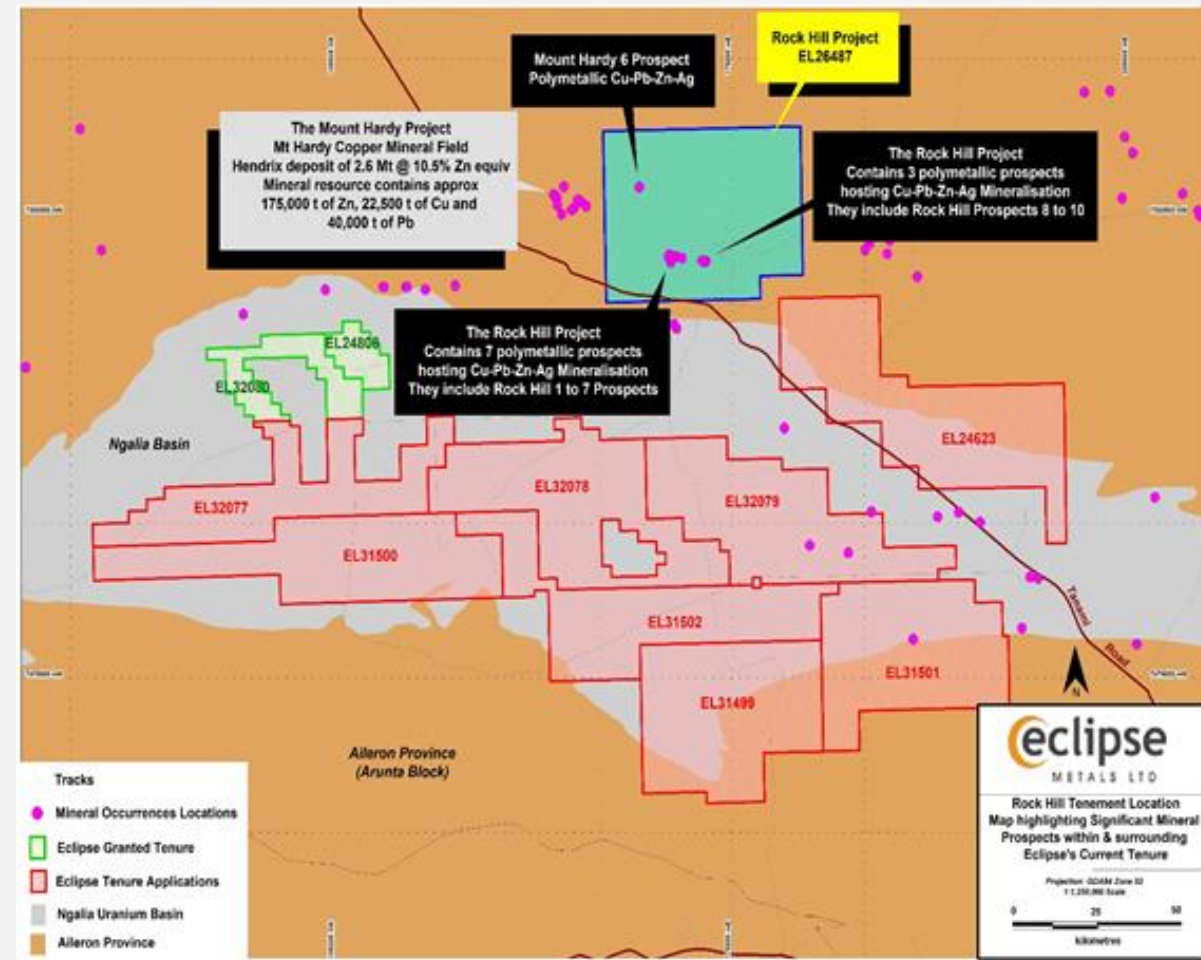 Rock Hill Project
EL26487
Mount Hardy 6 Prospect
Polymetallic Cu-Pb-Zn-Ag
The Mount Hardy Project
Mt Hardy Copper Mineral Field
Hendrix deposit of 2.6 Mt @ 10.5% Zn equiv
Mineral resource contains approx
175,000 t of Zn, 22,500 t of Cu and
40,000 t of Pb
The Rock Hill Project
Contains 3 polymetallic prospects
hosting Cu-Pb-Zn-Ag Mineralisation
They include Rock Hill Prospects 8 to 10
The Rock Hill Project
Contains 7 polymetallic prospects
hosting Cu-Pb-Zn-Ag Mineralisation
They include Rock Hill 1 to 7 Prospects
EL24806
EL32080
Ngalia Basin
EL24623
EL32078
EL32079
EL32077
EL31500
EL31502
EL31501
EL31499
Tanami Road
N
Aileron Province
(Arunta Block)
Tracks
Mineral Occurrences Locations
Eclipse Granted Tenure
Eclipse Tenure Applications
Ngalia Uranium Basin
Aileron Province
eclipse
METALS LTD
Rock Hill Tenement Location
Map highlighting Significant Mineral
Prospects within & surrounding
Eclipse's Current Tenure
Projection: GDA94 Zone 52
Scale
0 25 50
kilometres